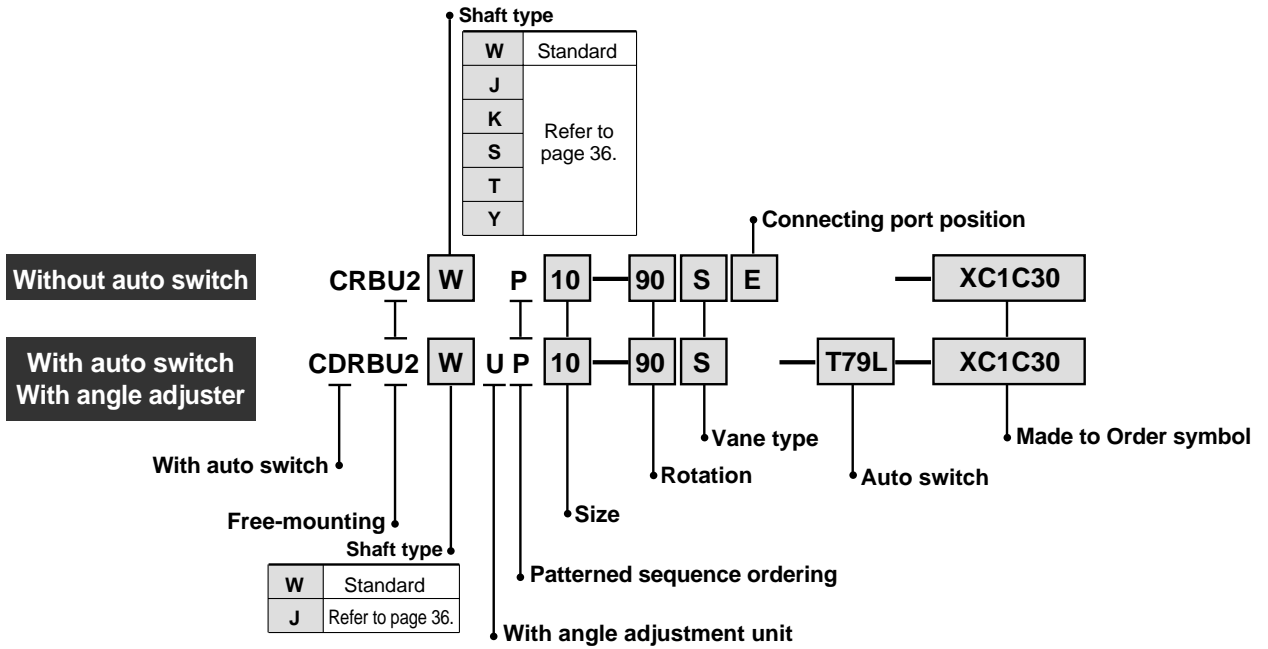 Shaft type
W Standard
J
K
S
T
Y
Refer to
page 36.
Connecting port position
Without auto switch CRBU2 W P 10 — 90 S E — XC1C30
With auto switch
With angle adjuster
CDRBU2 W U P 10 — 90 S — T79L — XC1C30
Vane type
Made to Order symbol
With auto switch
Rotation
Auto switch
Free-mounting
Size
Shaft type
W Standard
J Refer to page 36.
Patterned sequence ordering
With angle adjustment unit